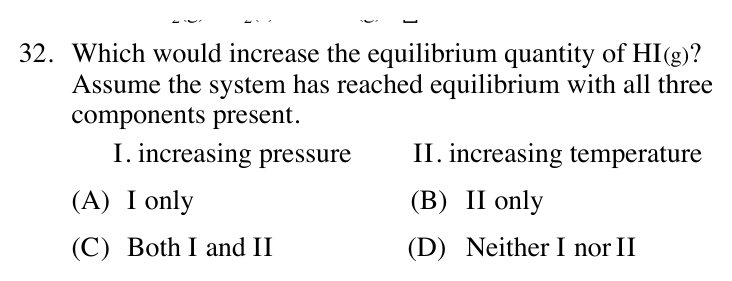 32. Which would increase the equilibrium quantity of HI(g)?
Assume the system has reached equilibrium with all three
components present.
I. increasing pressure II. increasing temperature
(A) I only (B) II only
(C) Both I and II (D) Neither I nor II